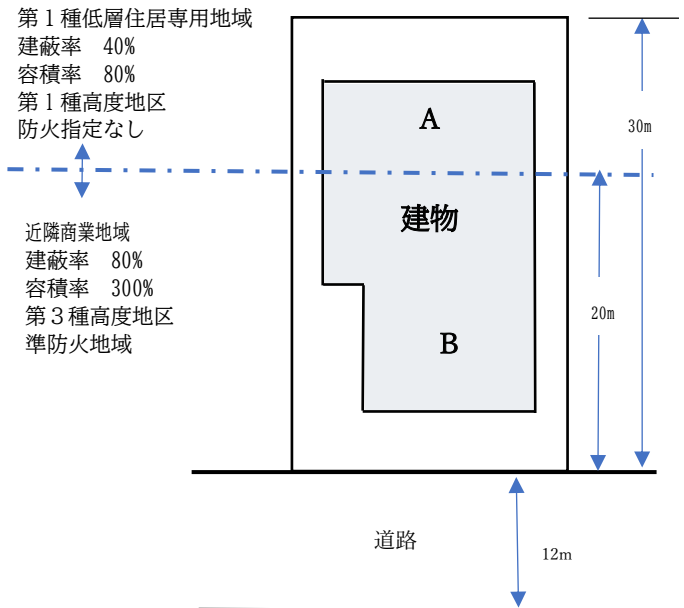 第１種低層住居専用地域
建蔽率　40%
容積率　80%
第１種高度地区
防火指定なし
A
30m
建物
近隣商業地域
建蔽率　80%
容積率　300%
第３種高度地区
準防火地域
20m
B
道路
12m